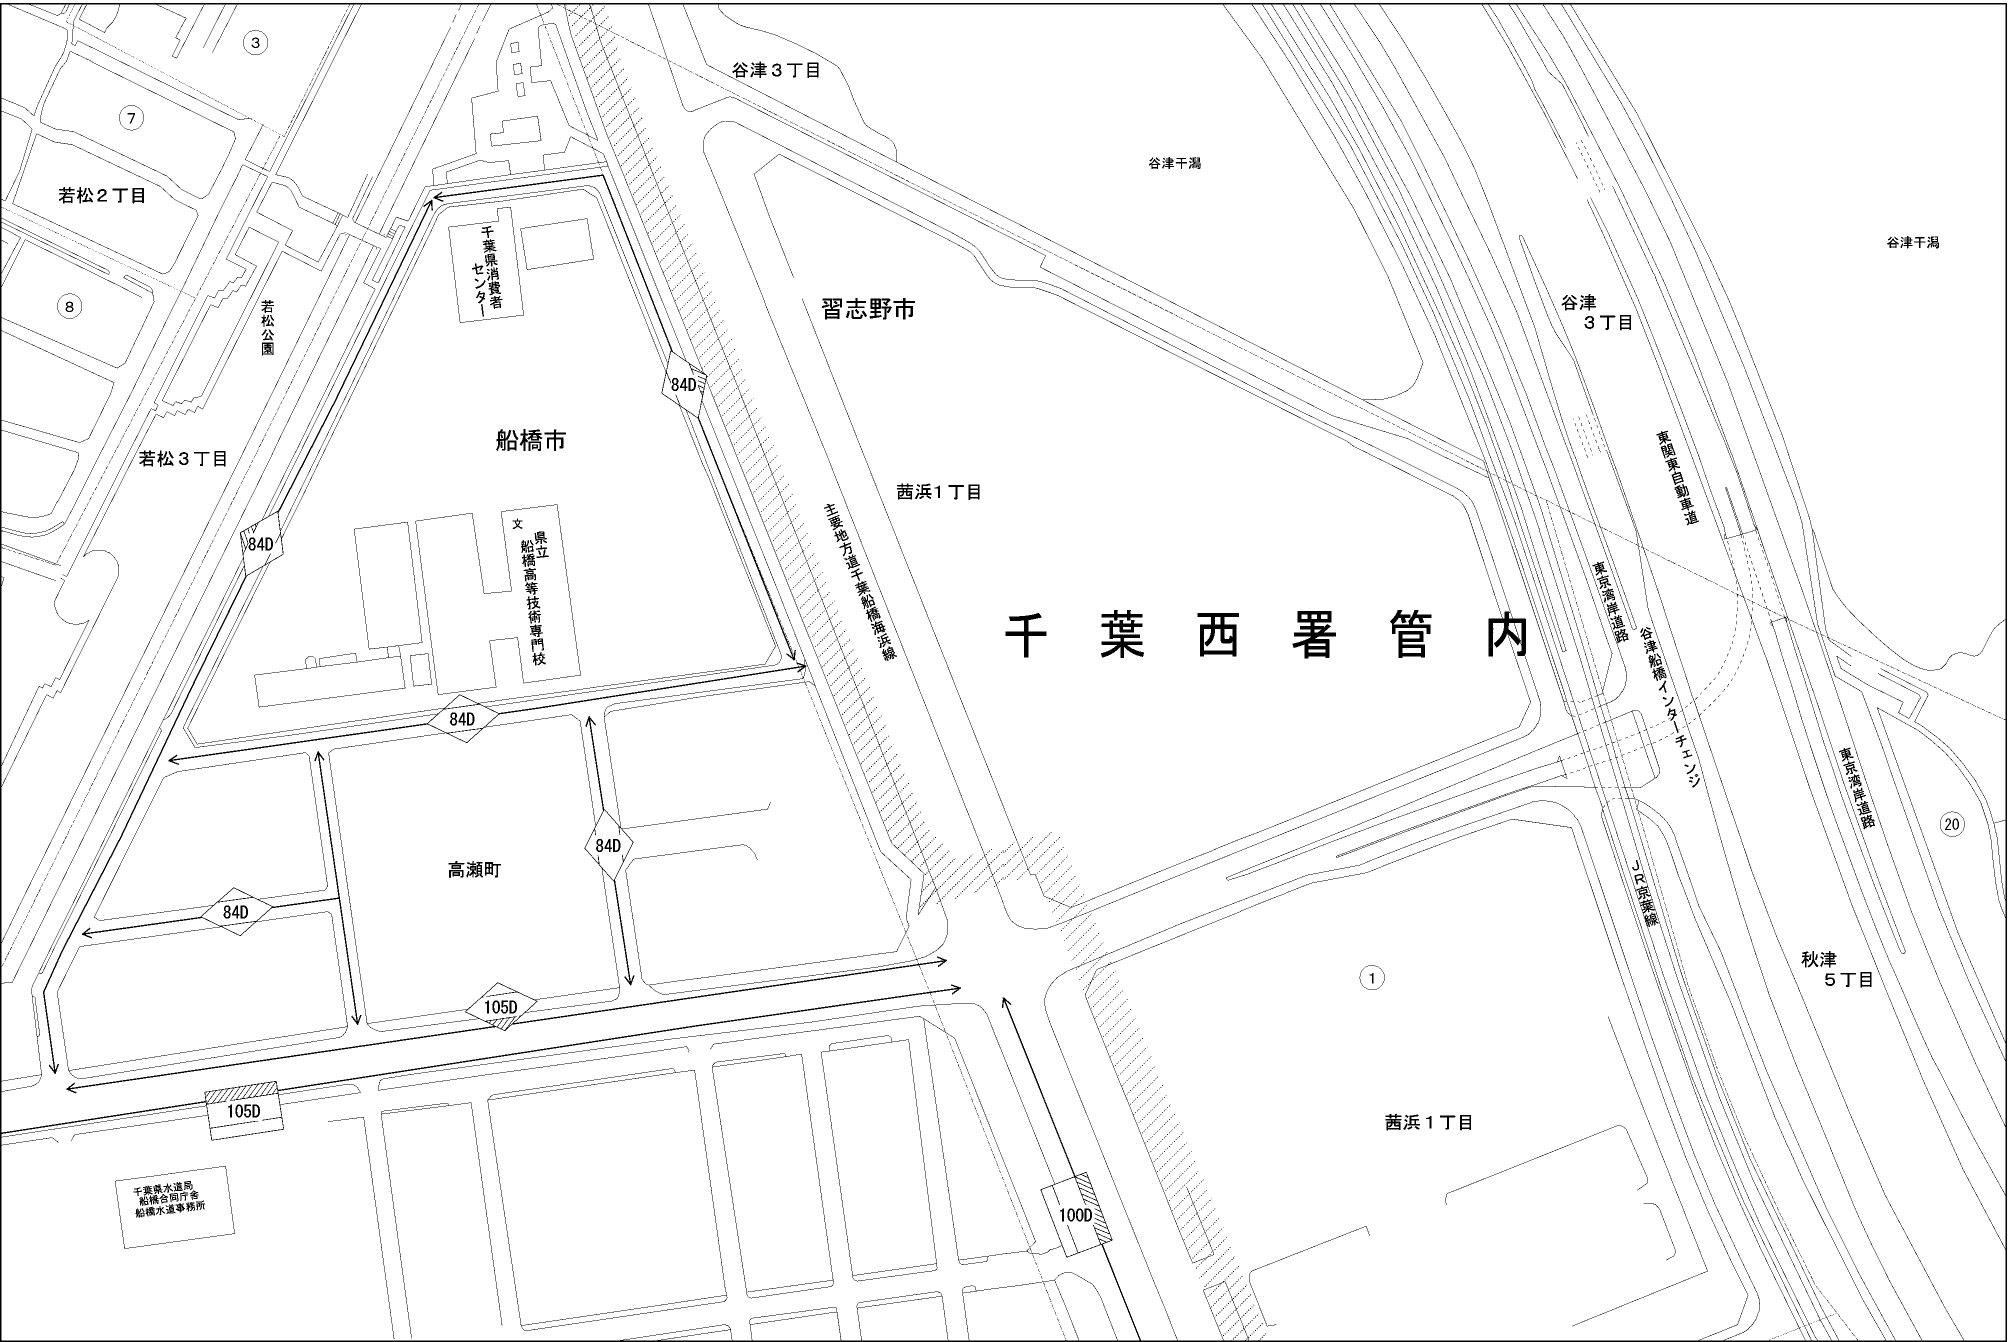 ③
谷津３丁目
⑦
谷津干潟
若松２丁目
千葉県消費者
センター
谷津干潟
⑧
若松公園
習志野市
谷津
３丁目
84D
船橋市
若松３丁目
東関東自動車道
茜浜１丁目
主要地方道千葉船橋海浜線
文
県立
船橋高等技術専門校
84D
東京湾岸道路
千葉西署管内
谷津船橋インターチェンジ
84D
東京湾岸道路
⑳
84D
高瀬町
JR京葉線
84D
秋津
５丁目
①
105D
105D
茜浜１丁目
千葉県水道局
船橋合同庁舎
船橋水道事務所
100D